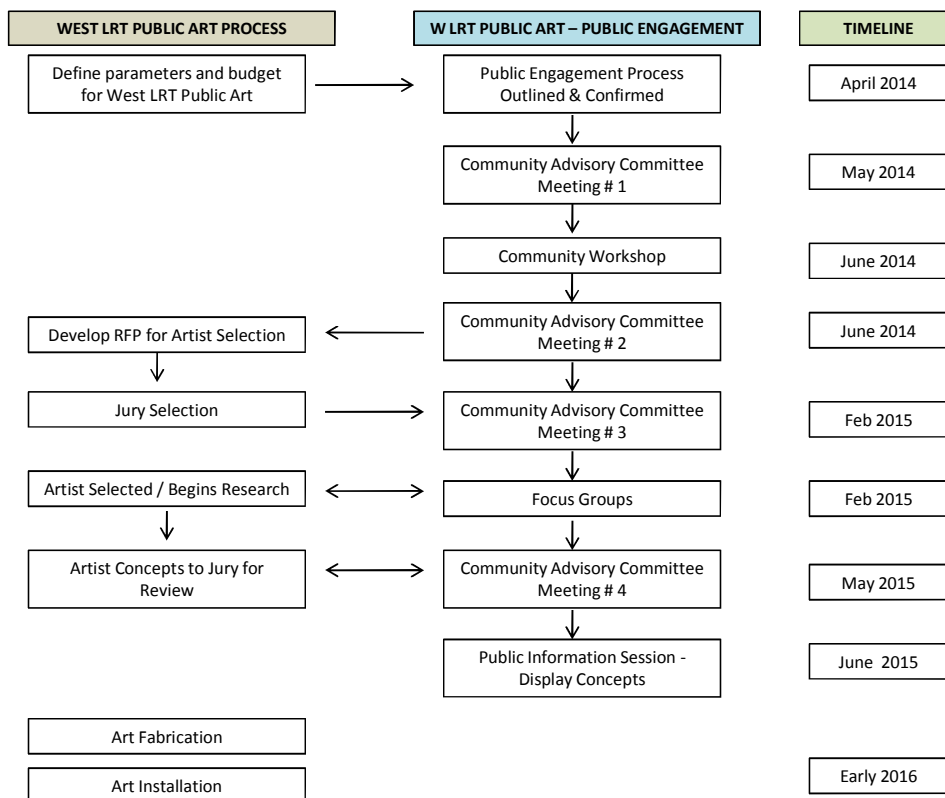 WEST LRT PUBLIC ART PROCESS
W LRT PUBLIC ART – PUBLIC ENGAGEMENT
TIMELINE
Define parameters and budget
for West LRT Public Art
Public Engagement Process
Outlined & Confirmed
April 2014
Community Advisory Committee
Meeting # 1
May 2014
Community Workshop
June 2014
Develop RFP for Artist Selection
Community Advisory Committee
Meeting # 2
June 2014
Jury Selection
Community Advisory Committee
Meeting # 3
Feb 2015
Artist Selected / Begins Research
Focus Groups
Feb 2015
Artist Concepts to Jury for
Review
Community Advisory Committee
Meeting # 4
May 2015
Public Information Session -
Display Concepts
June 2015
Art Fabrication
Art Installation
Early 2016